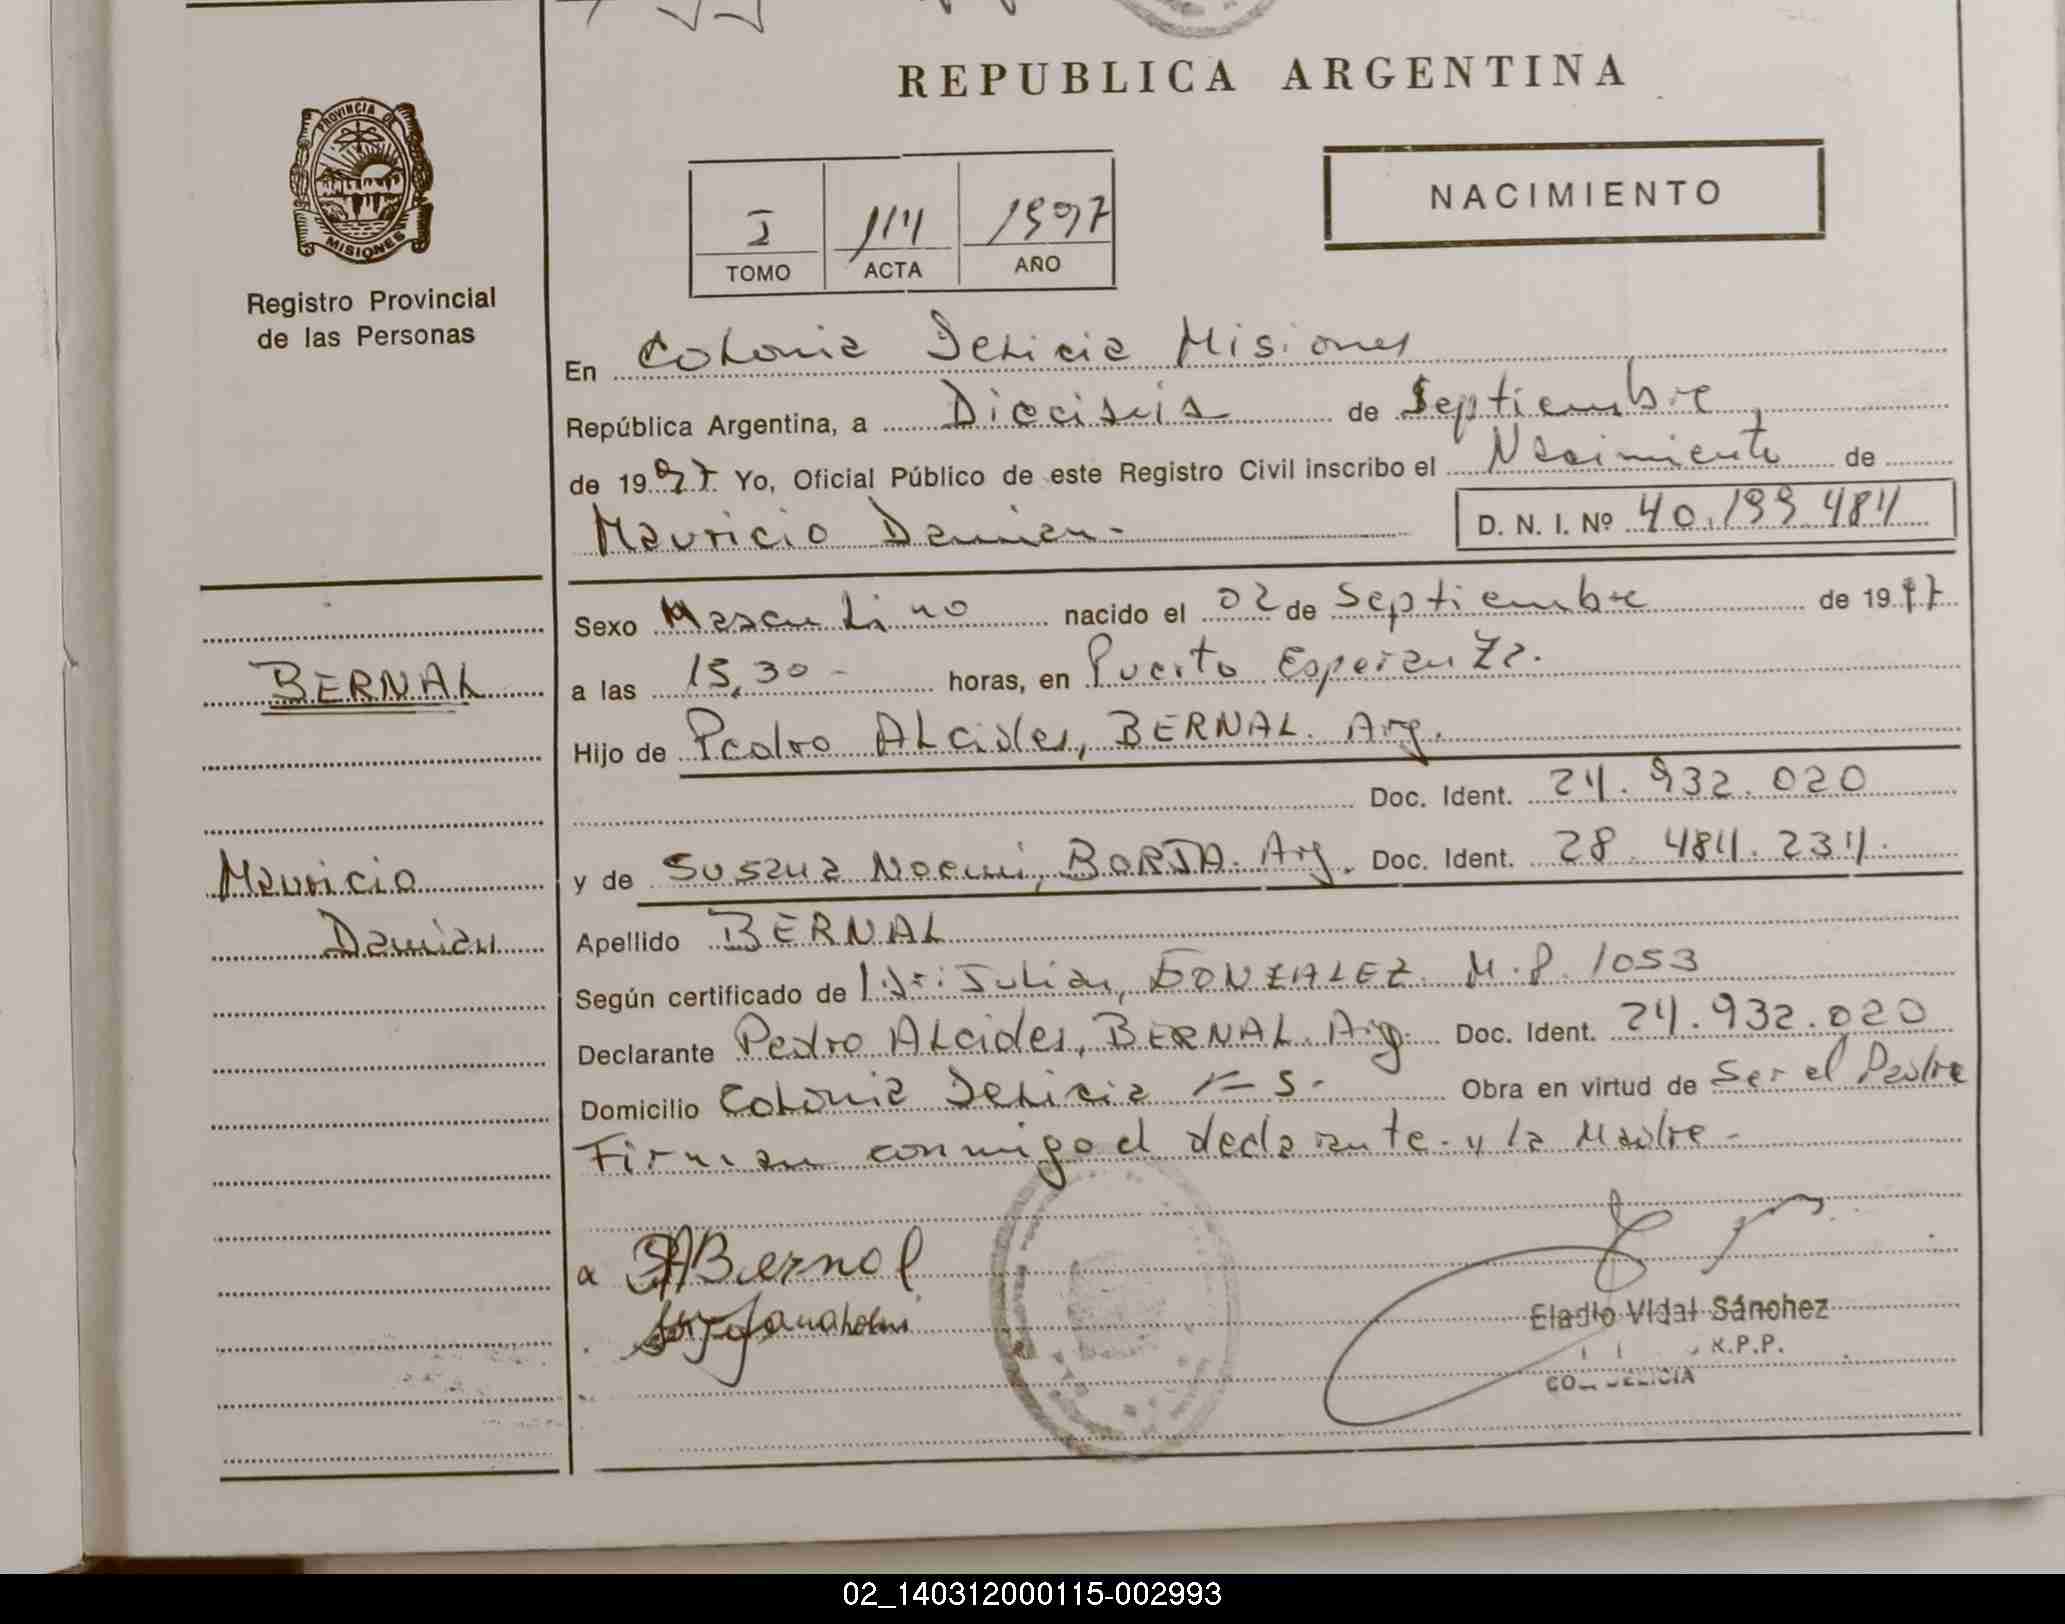 REPUBLICA ARGENTINA
PROVINCIA DE
MISIONES
Registro Provincial
de las Personas
NACIMIENTO
I 114 1997
TOMO ACTA AÑO
En Colonia Delicia Misiones
República Argentina, a Dieciseis de Septiembre
de 1997 Yo, Oficial Público de este Registro Civil inscribo el Nacimiento de
Mauricio Damian - D. N. I. Nº 40.199.484
Sexo Masculino nacido el 02 de Septiembre de 1997
BERNAL
a las 15,30 - horas, en Puerto Esperanza.
Hijo de Pedro Alcides, BERNAL. Arg.
Doc. Ident. 24.932.020
Mauricio
y de Susana Noemi, BORJA. Arg. Doc. Ident. 28.484.234.
Damian
Apellido BERNAL
Según certificado de Dr: Julian, GONZALEZ. M.P. 1053
Declarante Pedro Alcides, BERNAL. Arg. Doc. Ident. 24.932.020
Domicilio Colonia Delicia Obra en virtud de Ser el Padre
Firman conmigo el declarante y la Madre -
Bernal
Eladio Vidal Sánchez
R.P.P.
COL. DELICIA
02_140312000115-002993